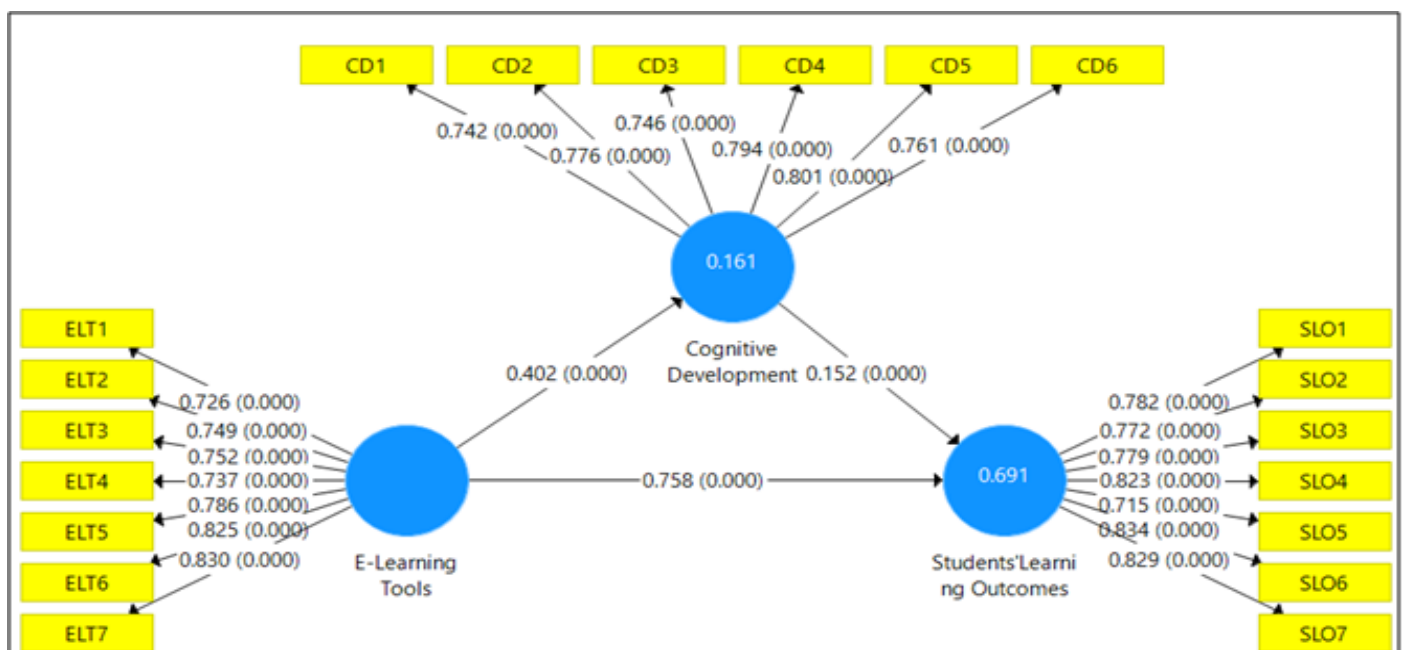 CD1 CD2 CD3 CD4 CD5 CD6
0.742 (0.000)
0.776 (0.000)
0.746 (0.000)
0.794 (0.000)
0.801 (0.000)
0.761 (0.000)
0.161
Cognitive
Development
0.402 (0.000)
0.152 (0.000)
0.758 (0.000)
ELT1
ELT2
ELT3
ELT4
ELT5
ELT6
ELT7
0.726 (0.000)
0.749 (0.000)
0.752 (0.000)
0.737 (0.000)
0.786 (0.000)
0.825 (0.000)
0.830 (0.000)
E-Learning
Tools
0.691
Students'Learni
ng Outcomes
0.782 (0.000)
0.772 (0.000)
0.779 (0.000)
0.823 (0.000)
0.715 (0.000)
0.834 (0.000)
0.829 (0.000)
SLO1
SLO2
SLO3
SLO4
SLO5
SLO6
SLO7